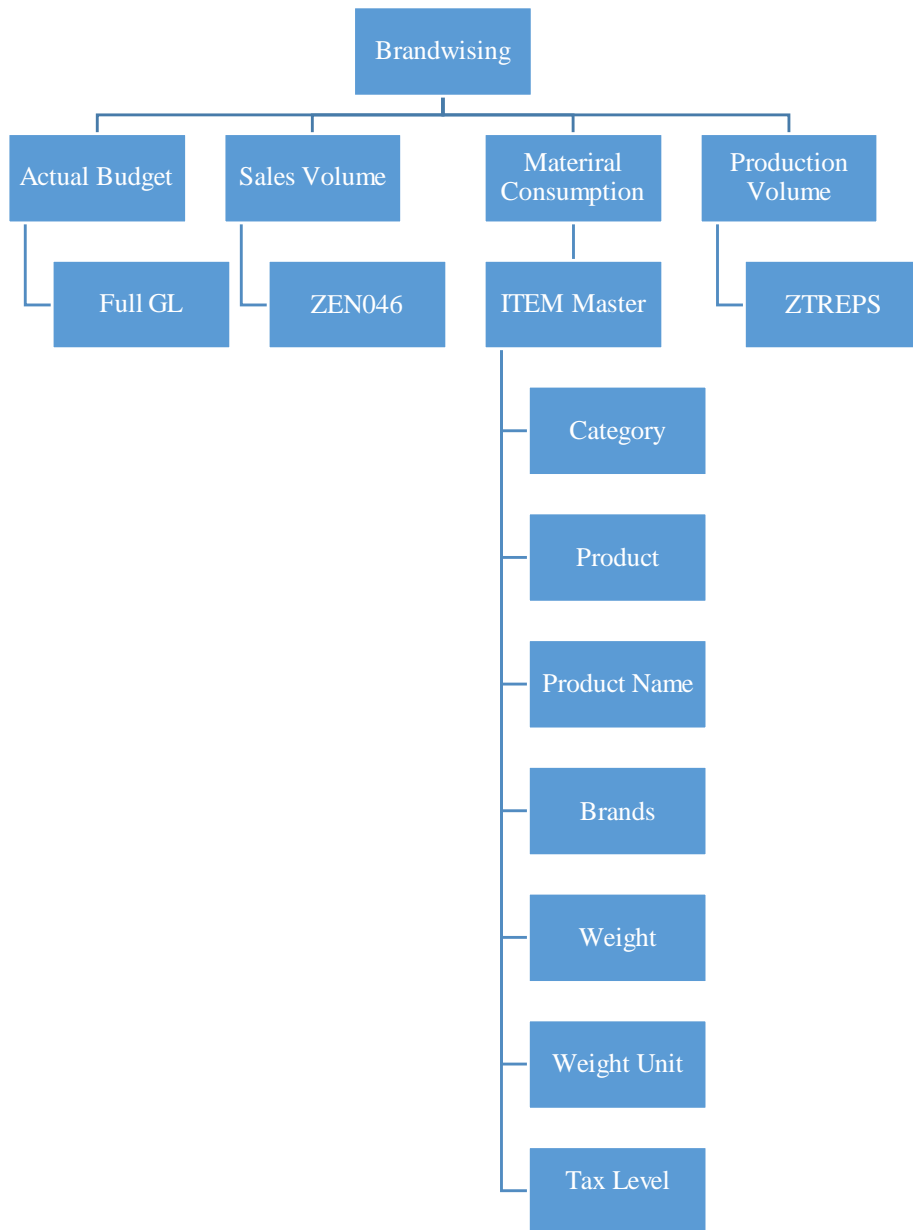 Brandwising
Actual Budget
Sales Volume
Materiral
Consumption
Production
Volume
Full GL
ZEN046
ITEM Master
ZTREPS
Category
Product
Product Name
Brands
Weight
Weight Unit
Tax Level